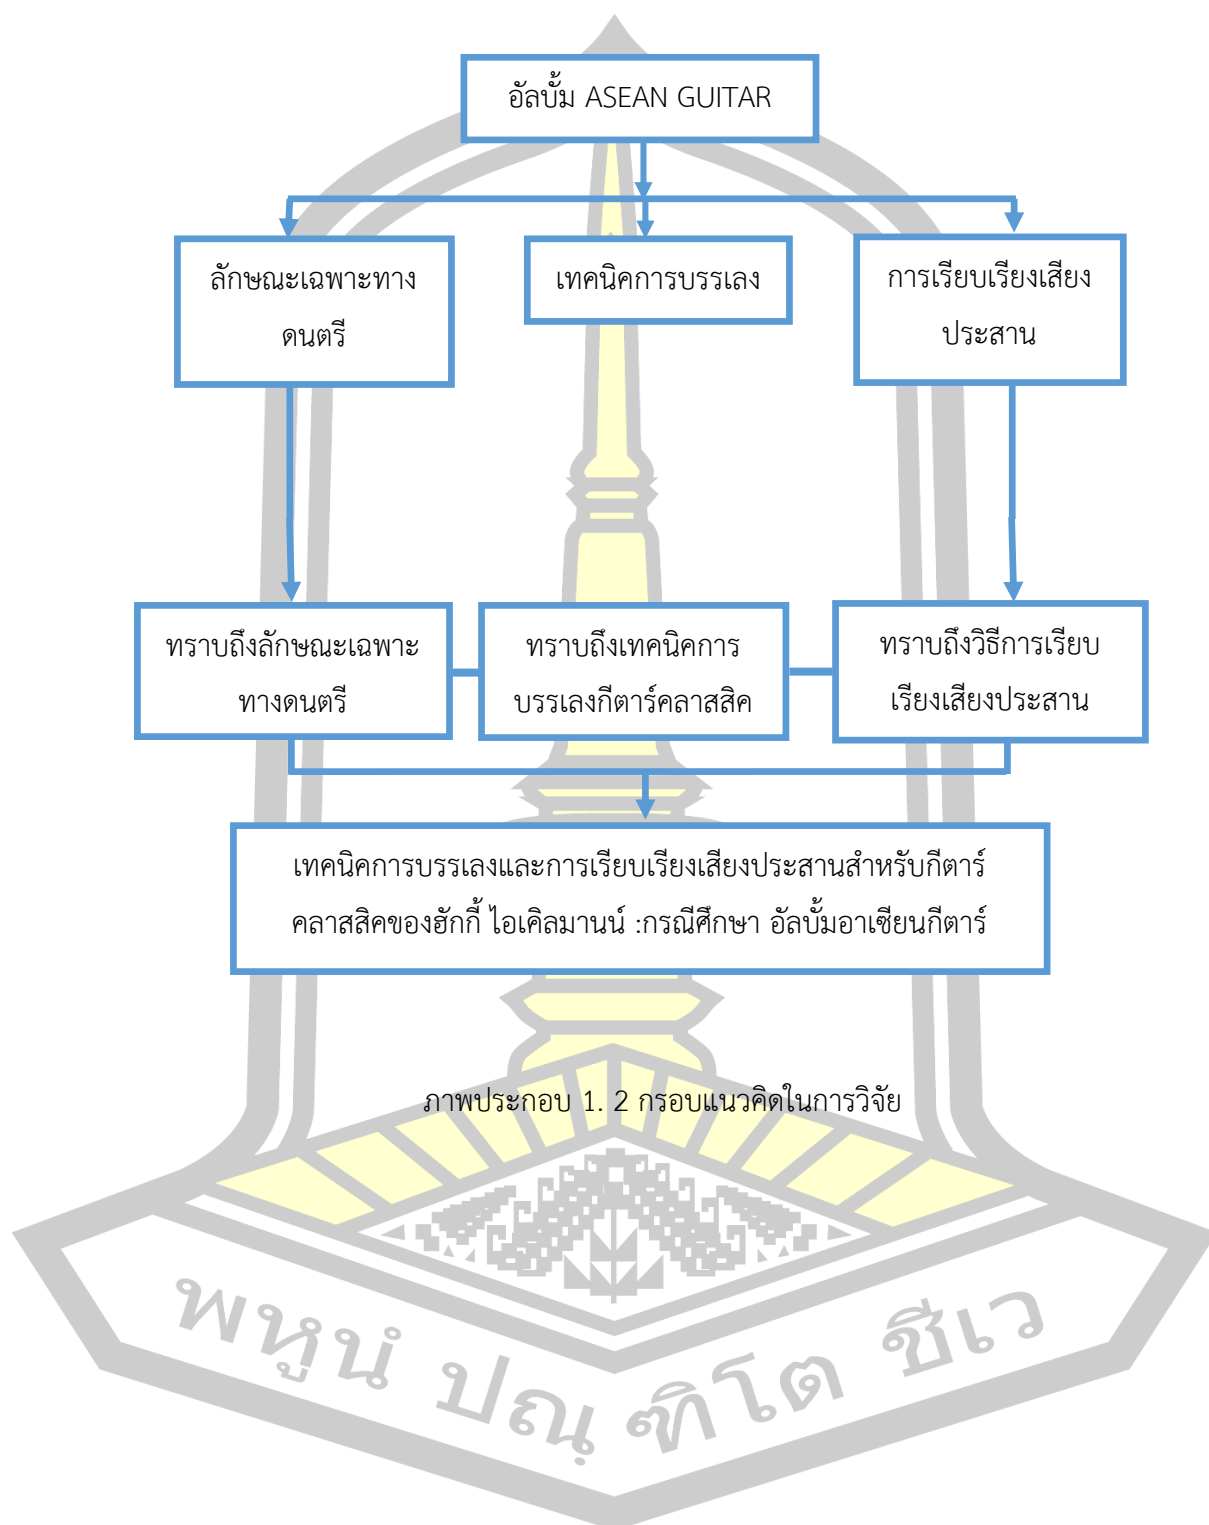 อัลบั้ม ASEAN GUITAR
ลักษณะเฉพาะทาง
ดนตรี
เทคนิคการบรรเลง
การเรียบเรียงเสียง
ประสาน
ทราบถึงลักษณะเฉพาะ
ทางดนตรี
ทราบถึงเทคนิคการ
บรรเลงกีตาร์คลาสสิค
ทราบถึงวิธีการเรียบ
เรียงเสียงประสาน
เทคนิคการบรรเลงและการเรียบเรียงเสียงประสานสำหรับกีตาร์
คลาสสิคของฮักกี้ ไอเคิลมานน์ :กรณีศึกษา อัลบั้มอาเซียนกีตาร์
ภาพประกอบ 1. 2 กรอบแนวคิดในการวิจัย
พหูนํ ปณฺ ฑิโต ชีเว